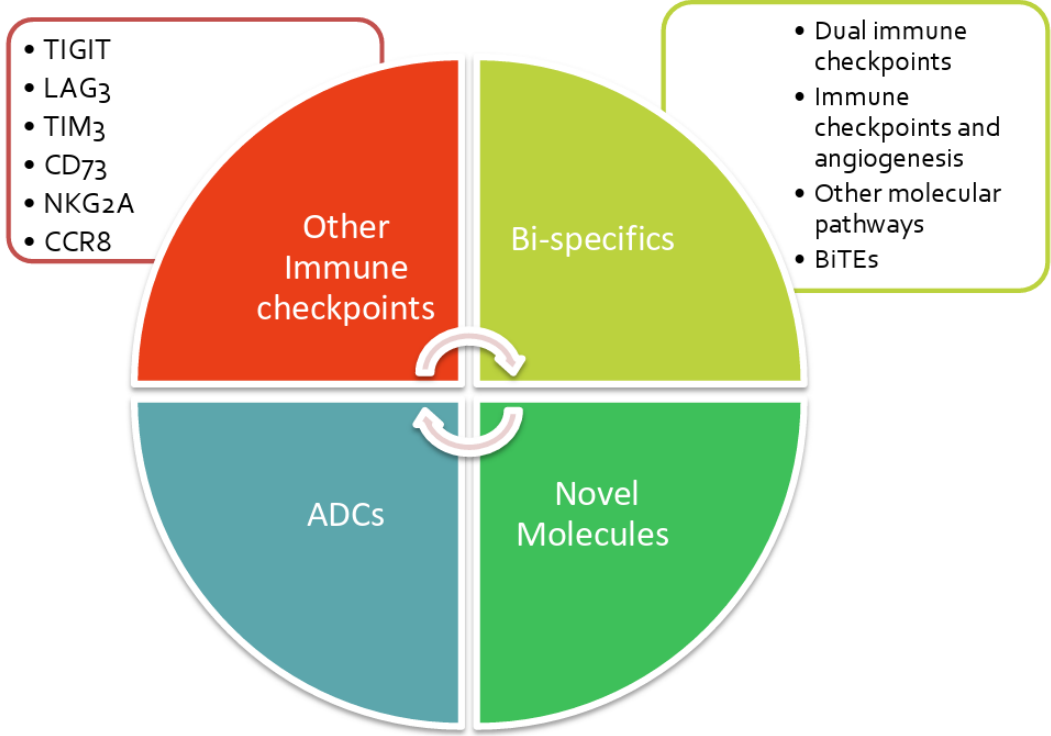 • TIGIT
• LAG3
• TIM3
• CD73
• NKG2A
• CCR8
• Dual immune
checkpoints
• Immune
checkpoints and
angiogenesis
• Other molecular
pathways
• BiTEs
Other
Immune
checkpoints
Bi-specifics
ADCs
Novel
Molecules